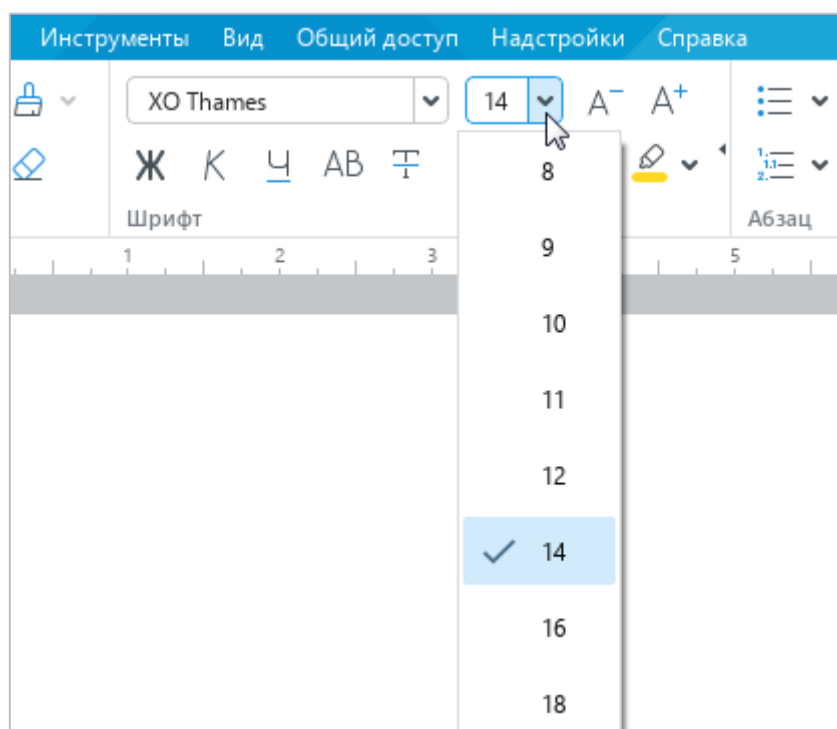 Инструменты Вид Общий доступ Надстройки Справка
XO Thames 14 A⁻ A⁺
Ж К Ч АВ Т
Шрифт Абзац
1 2 3 5
8
9
10
11
12
14
16
18